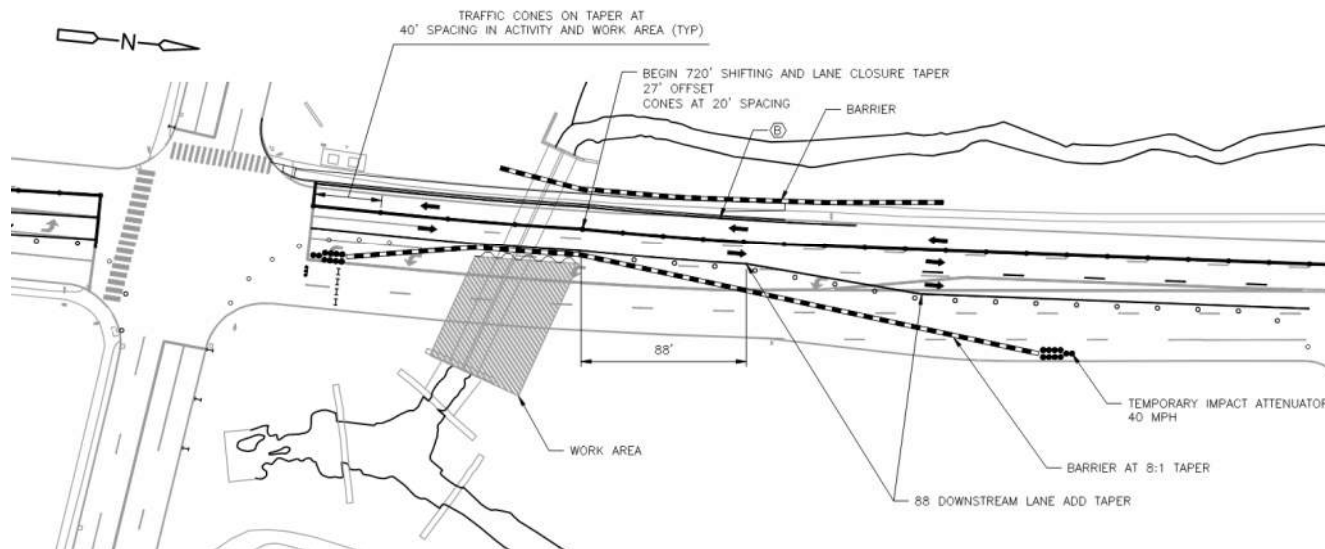 TRAFFIC CONES ON TAPER AT
40' SPACING IN ACTIVITY AND WORK AREA (TYP)
N
BEGIN 720' SHIFTING AND LANE CLOSURE TAPER
27' OFFSET
CONES AT 20' SPACING
BARRIER
B
88'
TEMPORARY IMPACT ATTENUATOR
40 MPH
WORK AREA
BARRIER AT 8:1 TAPER
88 DOWNSTREAM LANE ADD TAPER